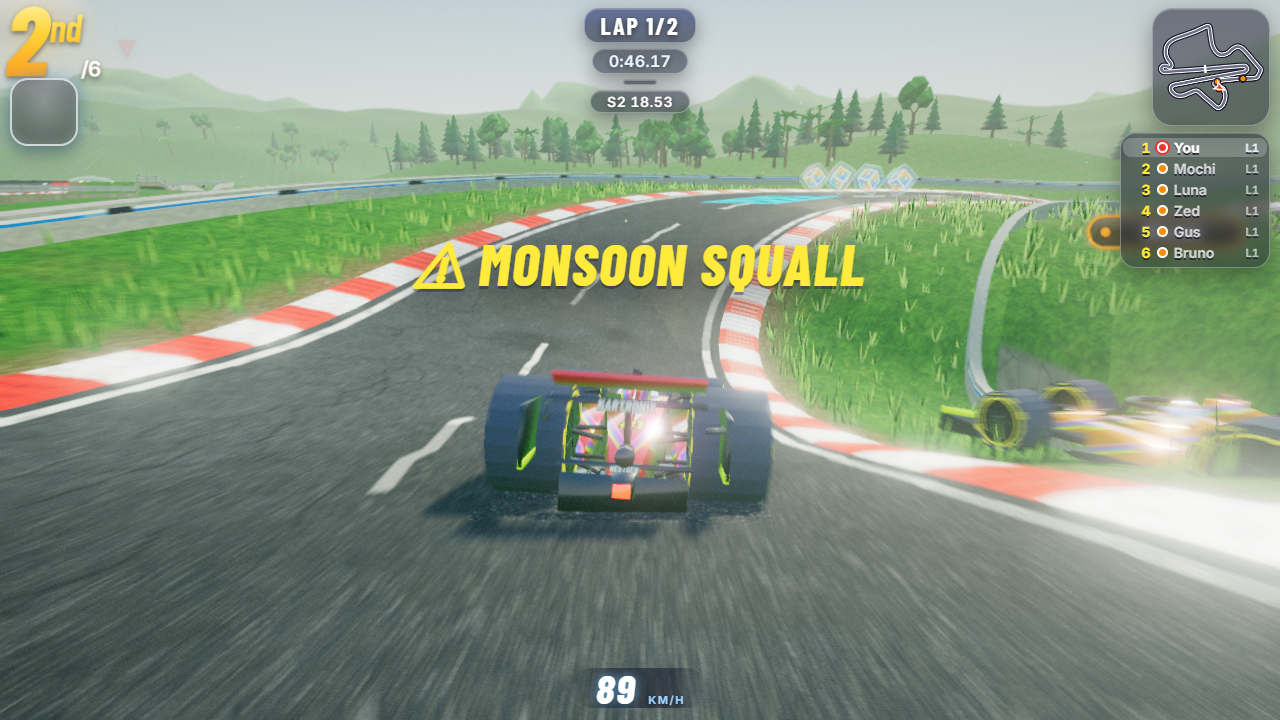 2nd
/6
LAP 1/2
0:46.17
S2 18.53
1 You L1
2 Mochi L1
3 Luna L1
4 Zed L1
5 Gus L1
6 Bruno L1
MONSOON SQUALL
89 KM/H